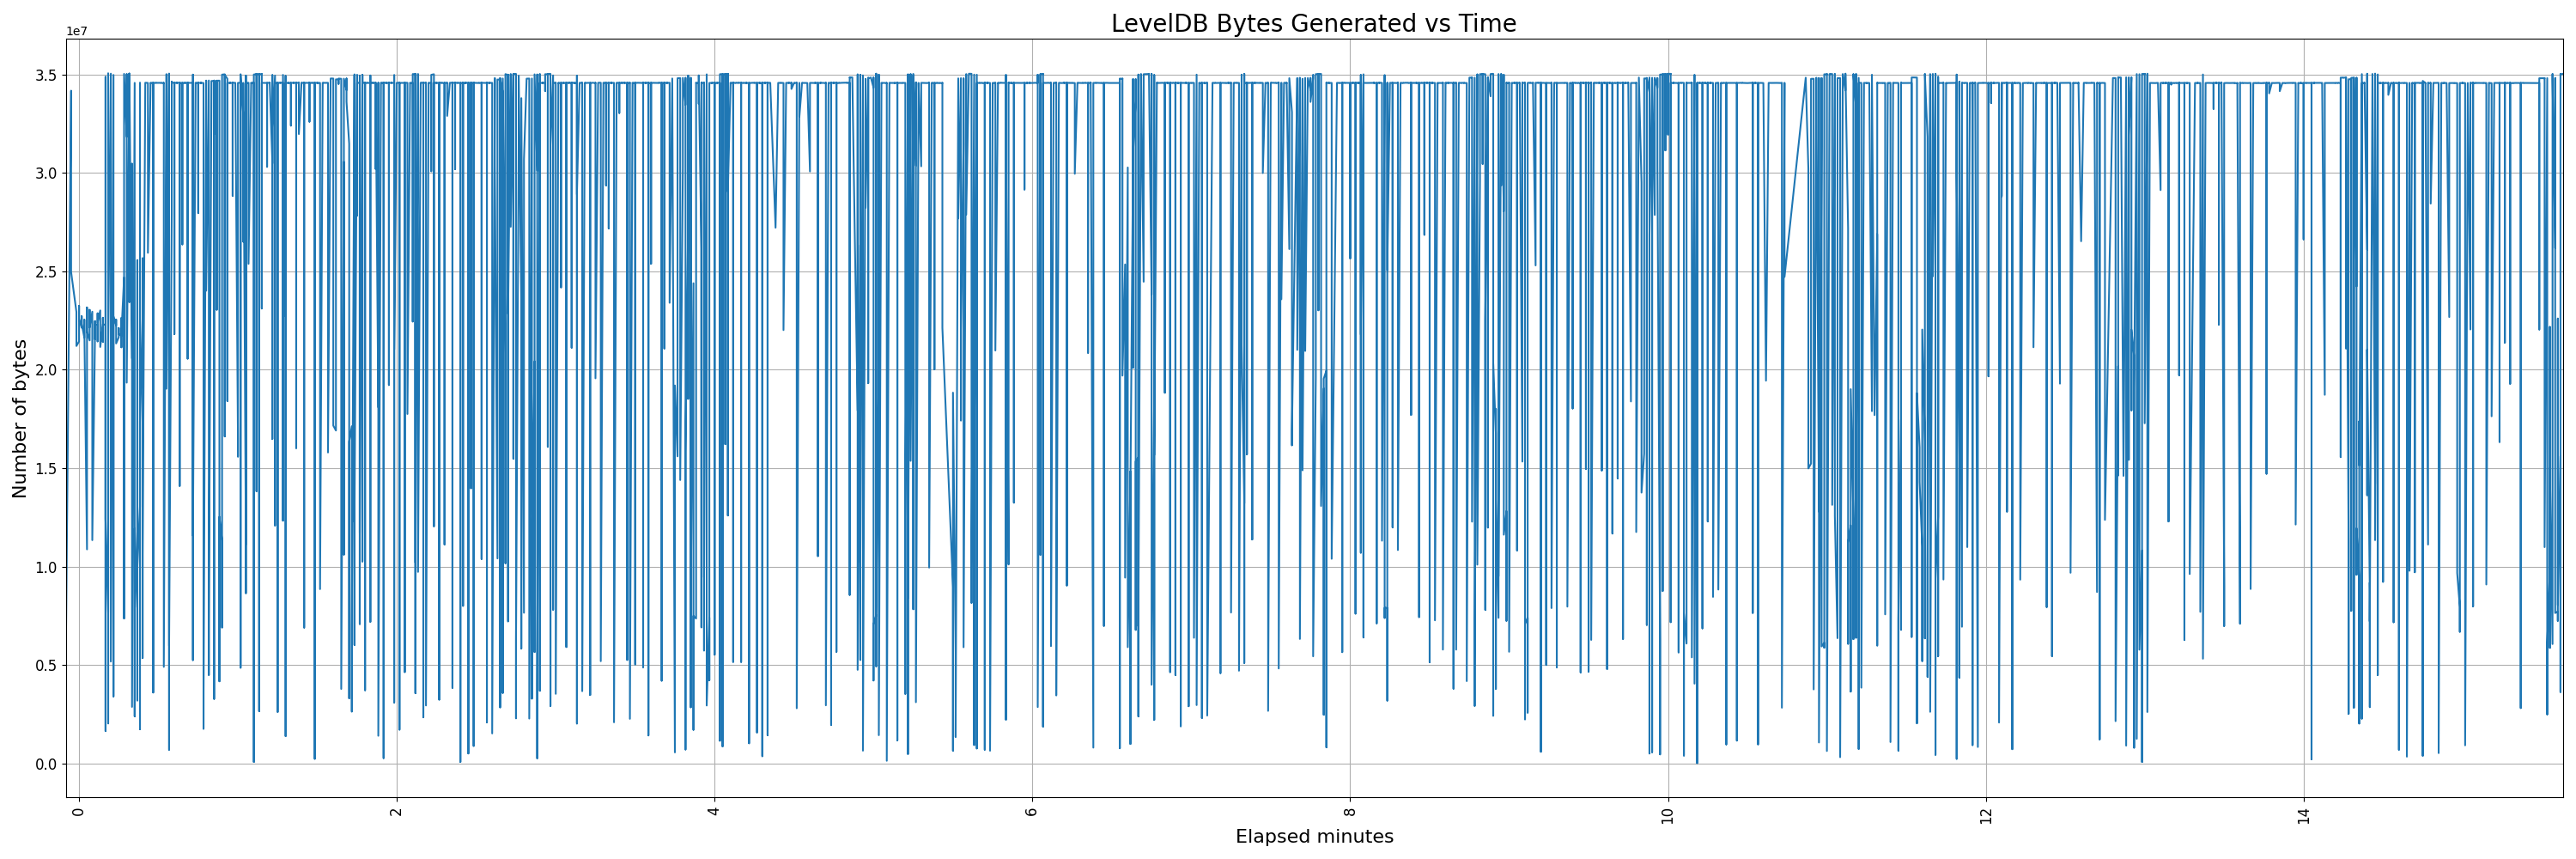 LevelDB Bytes Generated vs Time
1e7
3.5
3.0
2.5
2.0
1.5
1.0
0.5
0.0
Number of bytes
0 2 4 6 8 10 12 14
Elapsed minutes